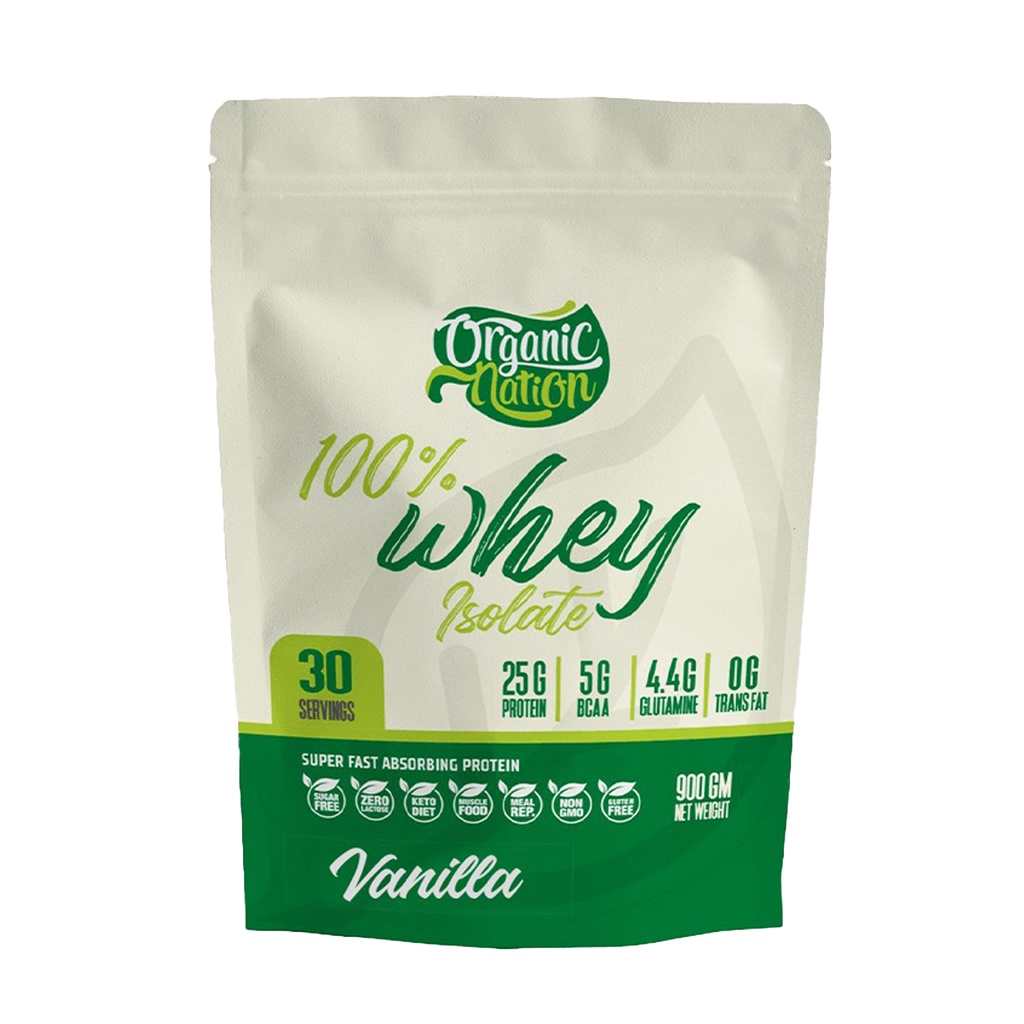 Organic
Nation
100%
Whey
Isolate
30
SERVINGS
25G
PROTEIN
5G
BCAA
4.4G
GLUTAMINE
0G
TRANS FAT
SUPER FAST ABSORBING PROTEIN
SUGAR
FREE
ZERO
LACTOSE
KETO
DIET
MUSCLE
FOOD
MEAL
REP.
NON
GMO
GLUTEN
FREE
900 GM
NET WEIGHT
Vanilla